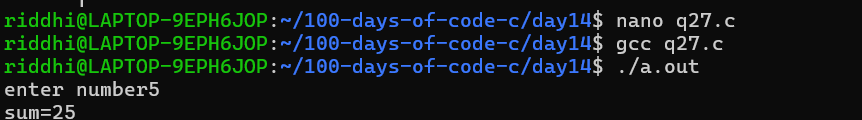 riddhi@LAPTOP-9EPH6JOP:~/100-days-of-code-c/day14$ nano q27.c
riddhi@LAPTOP-9EPH6JOP:~/100-days-of-code-c/day14$ gcc q27.c
riddhi@LAPTOP-9EPH6JOP:~/100-days-of-code-c/day14$ ./a.out
enter number5
sum=25